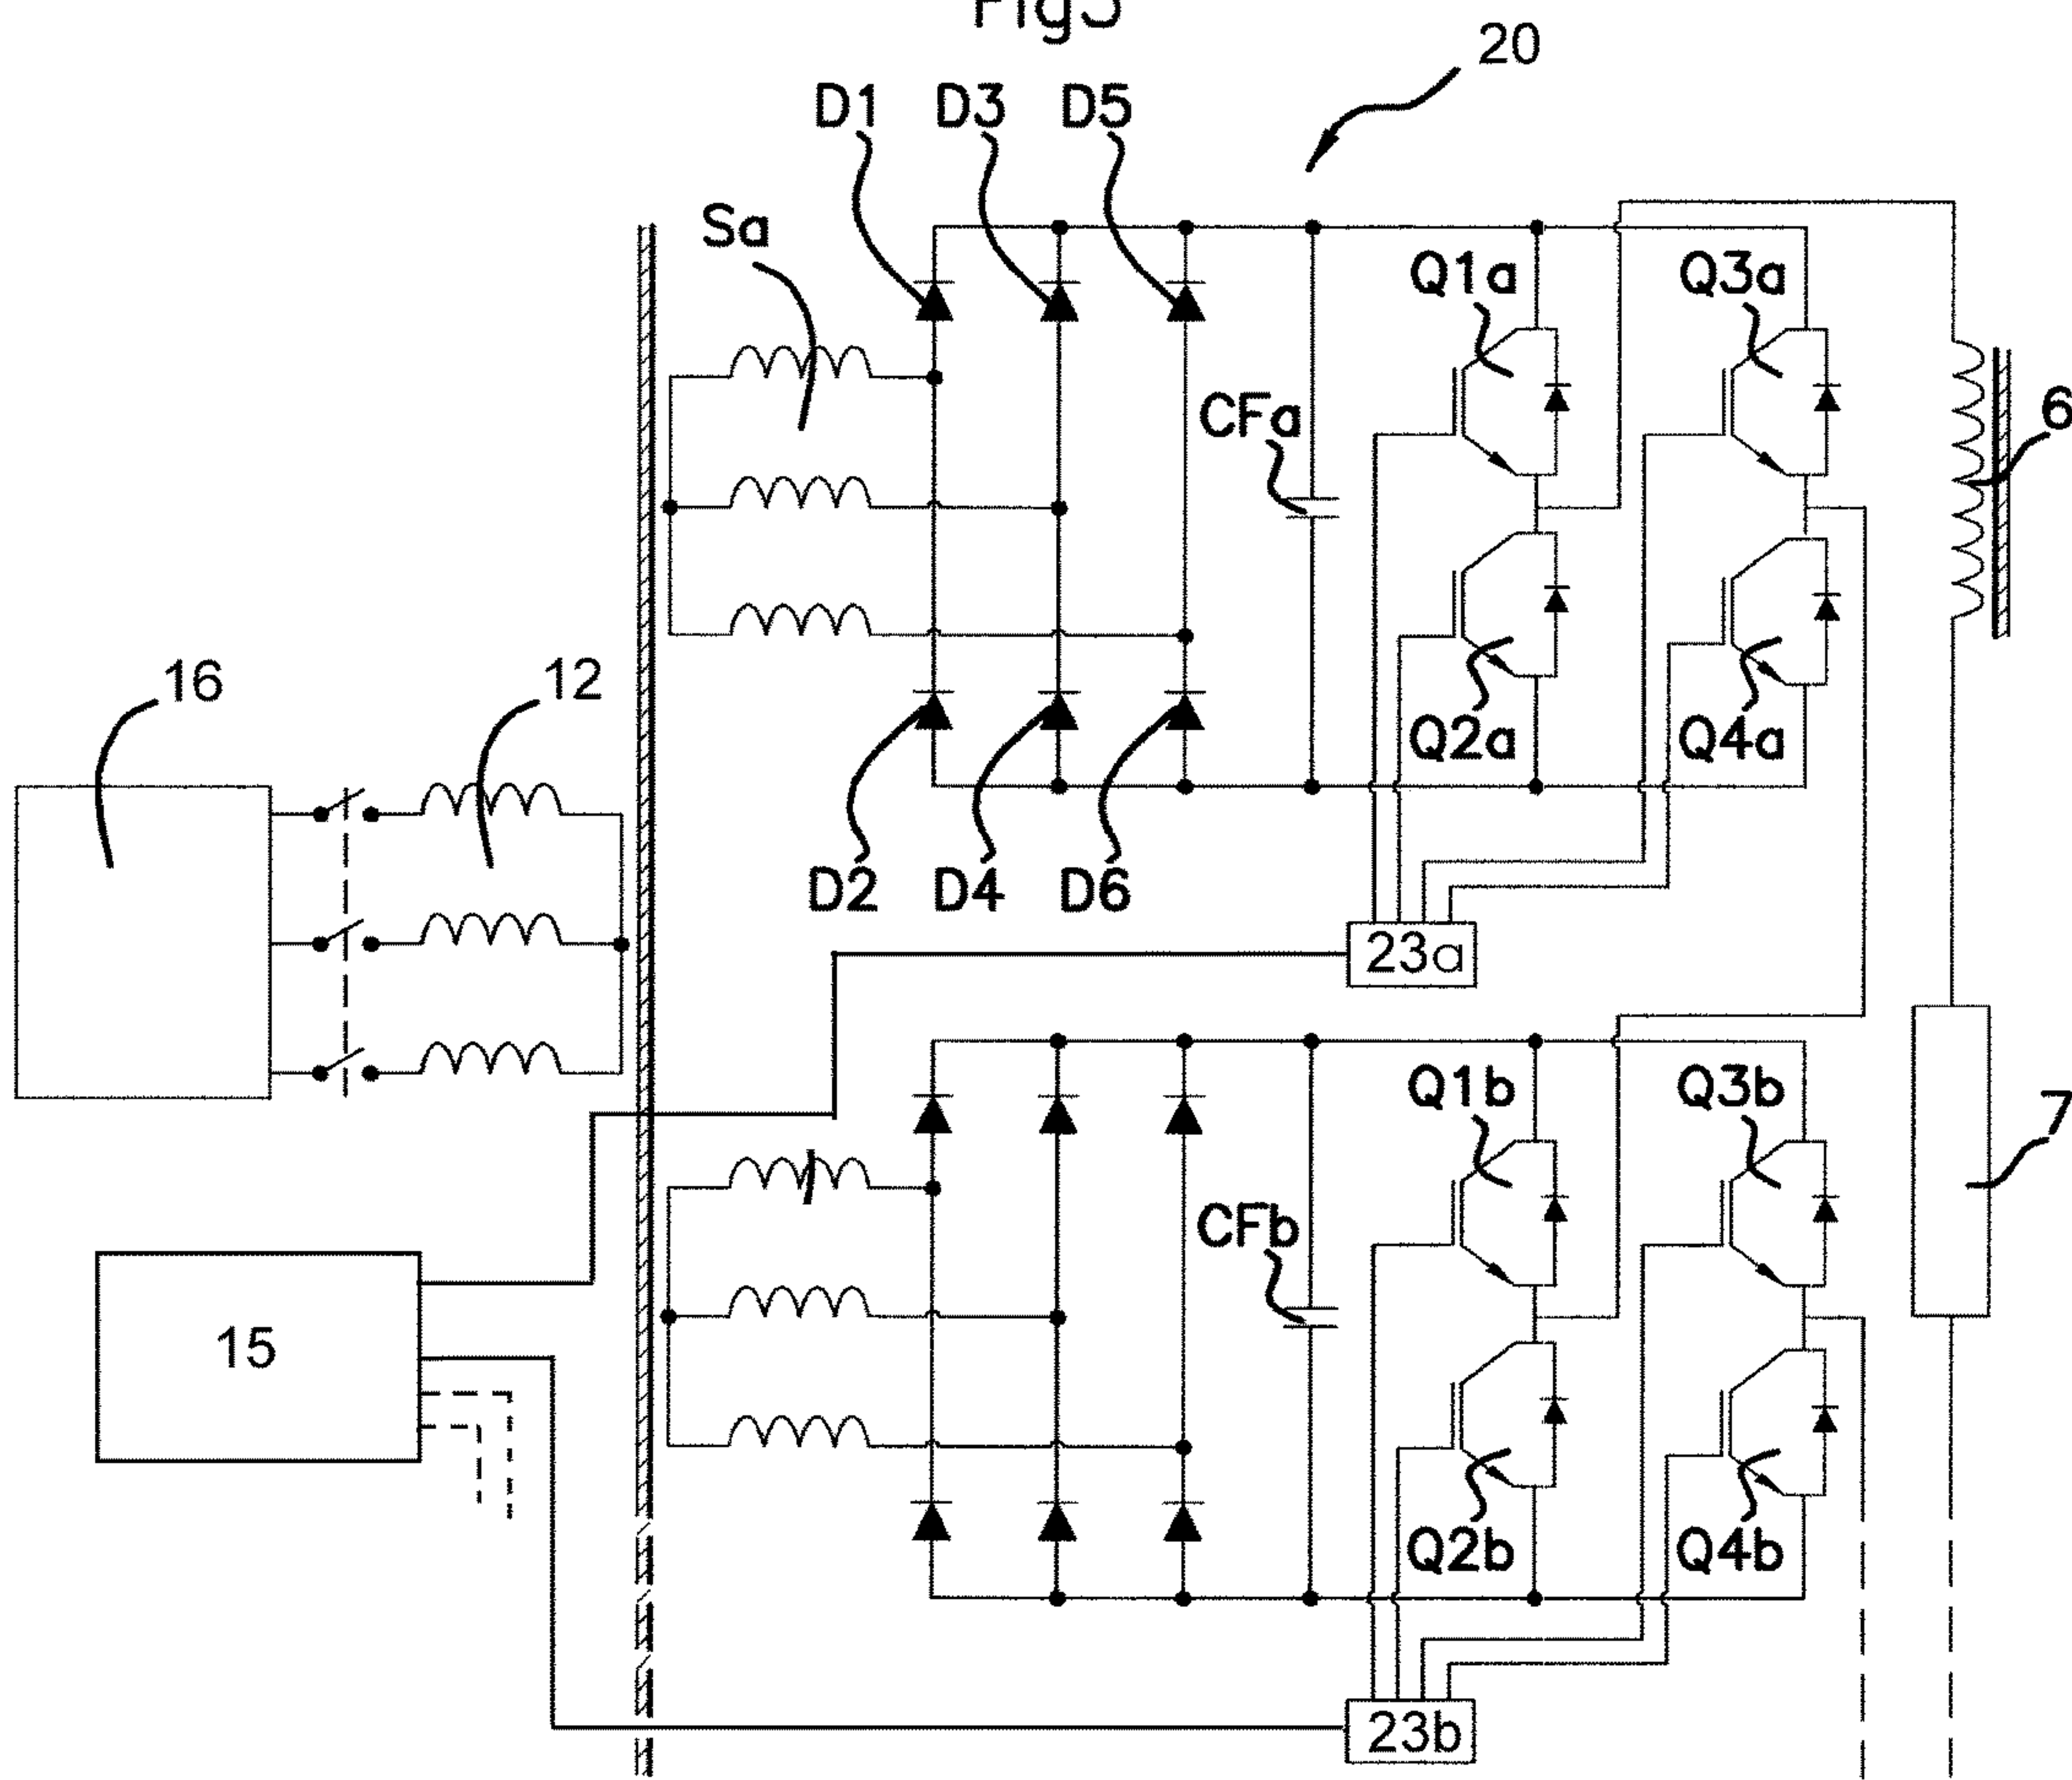 Fig5
20
D1 D3 D5
Sa
Q1a Q3a
6
CFa
16 12
Q2a Q4a
D2 D4 D6
23a
Q1b Q3b
7
CFb
15
Q2b Q4b
23b